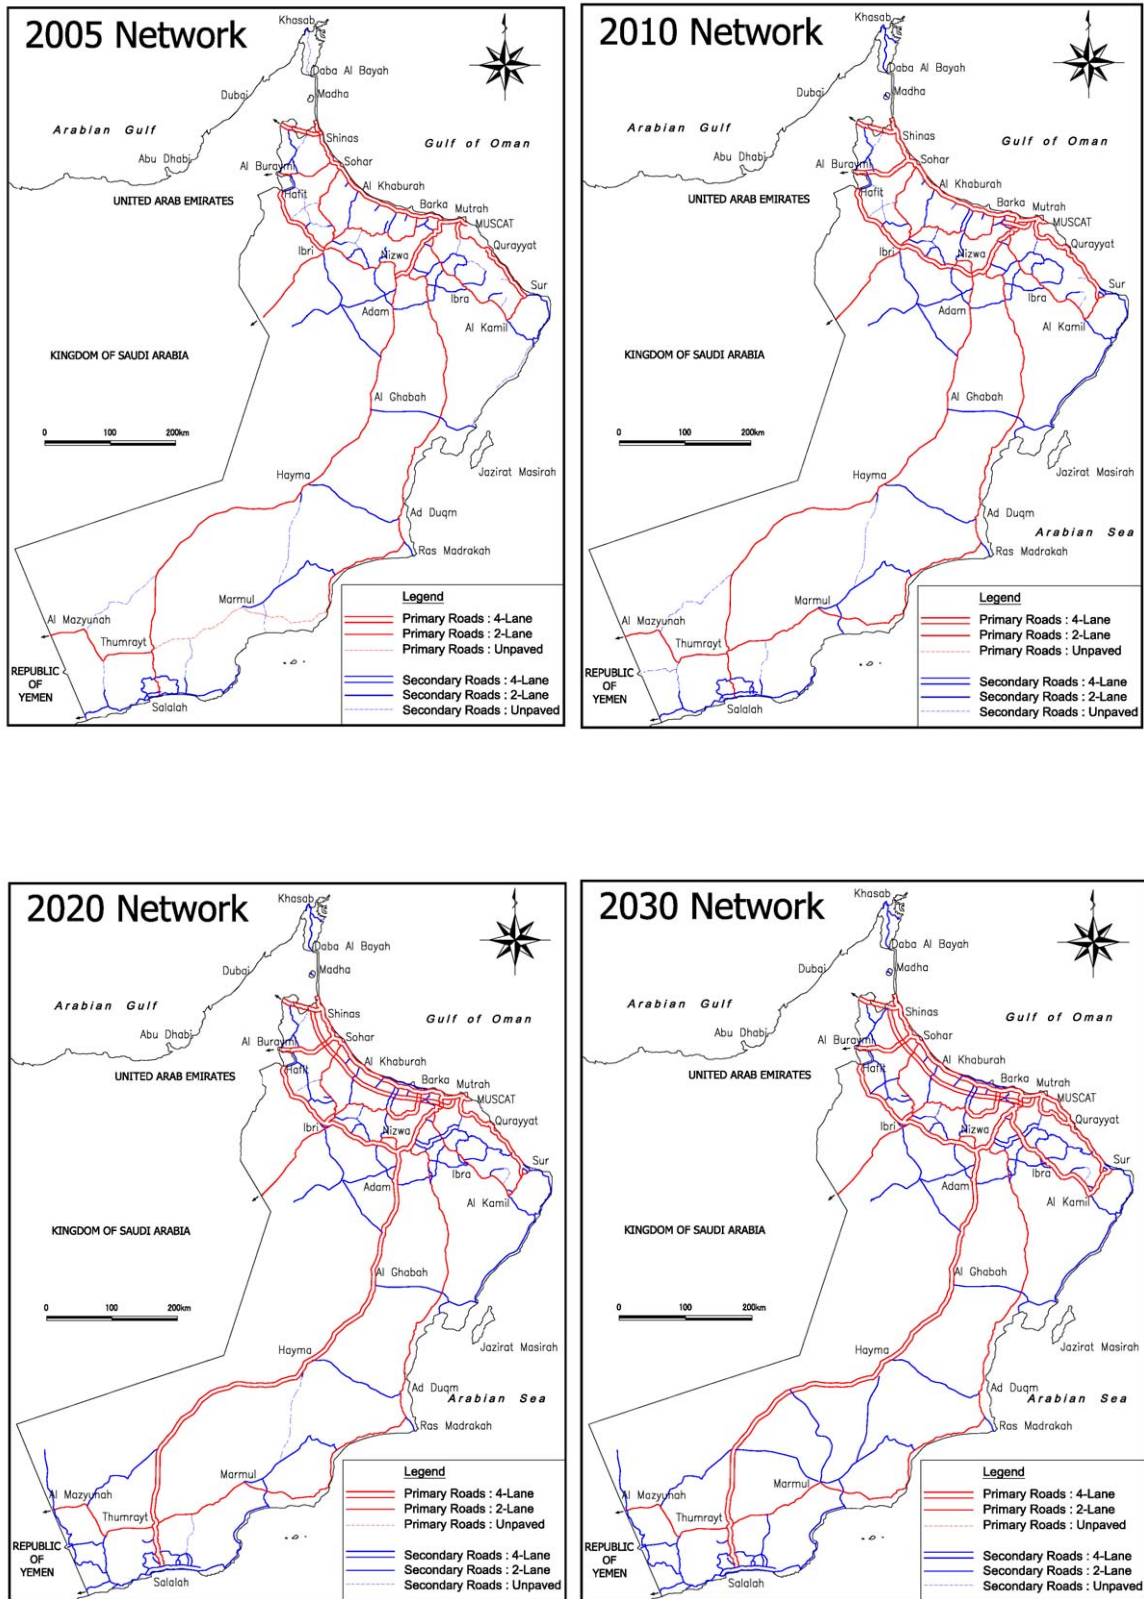 2005 Network
Khasab
Daba Al Bayah
Dubai
Madha
Arabian Gulf
Shinas
Gulf of Oman
Abu Dhabi
Al Buraymi
Sohar
UNITED ARAB EMIRATES
Hafit
Al Khaburah
Barka
Mutrah
MUSCAT
Qurayyat
Ibri
Nizwa
Sur
Ibra
Adam
Al Kamil
KINGDOM OF SAUDI ARABIA
Al Ghabah
0 100 200km
Jazirat Masirah
Hayma
Ad Duqm
Ras Madrakah
Marmul
Al Mazyunah
Thumrayt
REPUBLIC
OF
YEMEN
Salalah
Legend
Primary Roads : 4-Lane
Primary Roads : 2-Lane
Primary Roads : Unpaved
Secondary Roads : 4-Lane
Secondary Roads : 2-Lane
Secondary Roads : Unpaved
2010 Network
Khasab
Daba Al Bayah
Dubai
Madha
Arabian Gulf
Shinas
Gulf of Oman
Abu Dhabi
Al Buraymi
Sohar
UNITED ARAB EMIRATES
Hafit
Al Khaburah
Barka
Mutrah
MUSCAT
Qurayyat
Ibri
Nizwa
Sur
Ibra
Adam
Al Kamil
KINGDOM OF SAUDI ARABIA
Al Ghabah
0 100 200km
Jazirat Masirah
Hayma
Ad Duqm
Arabian Sea
Ras Madrakah
Marmul
Al Mazyunah
Thumrayt
REPUBLIC
OF
YEMEN
Salalah
Legend
Primary Roads : 4-Lane
Primary Roads : 2-Lane
Primary Roads : Unpaved
Secondary Roads : 4-Lane
Secondary Roads : 2-Lane
Secondary Roads : Unpaved
2020 Network
Khasab
Daba Al Bayah
Dubai
Madha
Arabian Gulf
Shinas
Gulf of Oman
Abu Dhabi
Al Buraymi
Sohar
UNITED ARAB EMIRATES
Hafit
Al Khaburah
Barka
Mutrah
MUSCAT
Qurayyat
Ibri
Nizwa
Sur
Ibra
Adam
Al Kamil
KINGDOM OF SAUDI ARABIA
Al Ghabah
0 100 200km
Jazirat Masirah
Hayma
Ad Duqm
Arabian Sea
Ras Madrakah
Marmul
Al Mazyunah
Thumrayt
REPUBLIC
OF
YEMEN
Salalah
Legend
Primary Roads : 4-Lane
Primary Roads : 2-Lane
Primary Roads : Unpaved
Secondary Roads : 4-Lane
Secondary Roads : 2-Lane
Secondary Roads : Unpaved
2030 Network
Khasab
Daba Al Bayah
Dubai
Madha
Arabian Gulf
Shinas
Gulf of Oman
Abu Dhabi
Al Buraymi
Sohar
UNITED ARAB EMIRATES
Hafit
Al Khaburah
Barka
Mutrah
MUSCAT
Qurayyat
Ibri
Nizwa
Sur
Ibra
Adam
Al Kamil
KINGDOM OF SAUDI ARABIA
Al Ghabah
0 100 200km
Jazirat Masirah
Hayma
Ad Duqm
Arabian Sea
Ras Madrakah
Marmul
Al Mazyunah
Thumrayt
REPUBLIC
OF
YEMEN
Salalah
Legend
Primary Roads : 4-Lane
Primary Roads : 2-Lane
Primary Roads : Unpaved
Secondary Roads : 4-Lane
Secondary Roads : 2-Lane
Secondary Roads : Unpaved